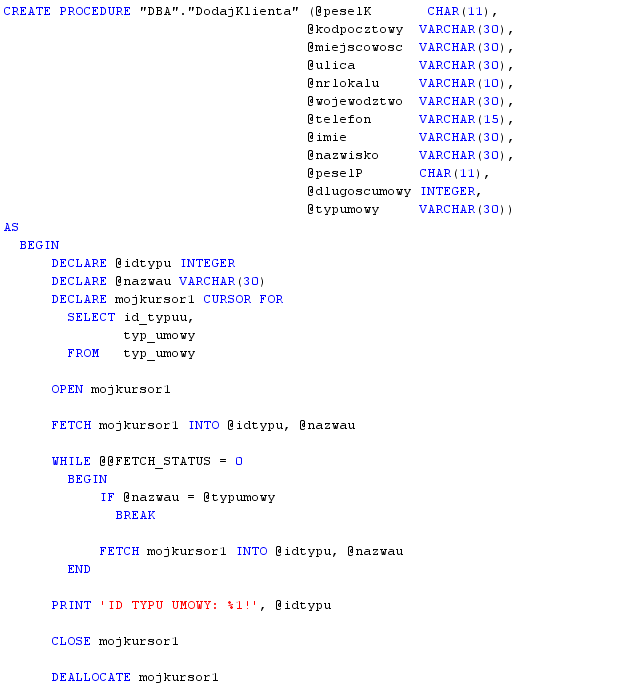 CREATE PROCEDURE "DBA"."DodajKlienta" (@peselK CHAR(11),
@kodpocztowy VARCHAR(30),
@miejscowosc VARCHAR(30),
@ulica VARCHAR(30),
@nrlokalu VARCHAR(10),
@wojewodztwo VARCHAR(30),
@telefon VARCHAR(15),
@imie VARCHAR(30),
@nazwisko VARCHAR(30),
@peselP CHAR(11),
@dlugoscumowy INTEGER,
@typumowy VARCHAR(30))
AS
BEGIN
DECLARE @idtypu INTEGER
DECLARE @nazwau VARCHAR(30)
DECLARE mojkursor1 CURSOR FOR
SELECT id_typuu,
typ_umowy
FROM typ_umowy
OPEN mojkursor1
FETCH mojkursor1 INTO @idtypu, @nazwau
WHILE @@FETCH_STATUS = 0
BEGIN
IF @nazwau = @typumowy
BREAK
FETCH mojkursor1 INTO @idtypu, @nazwau
END
PRINT 'ID TYPU UMOWY: %1!', @idtypu
CLOSE mojkursor1
DEALLOCATE mojkursor1